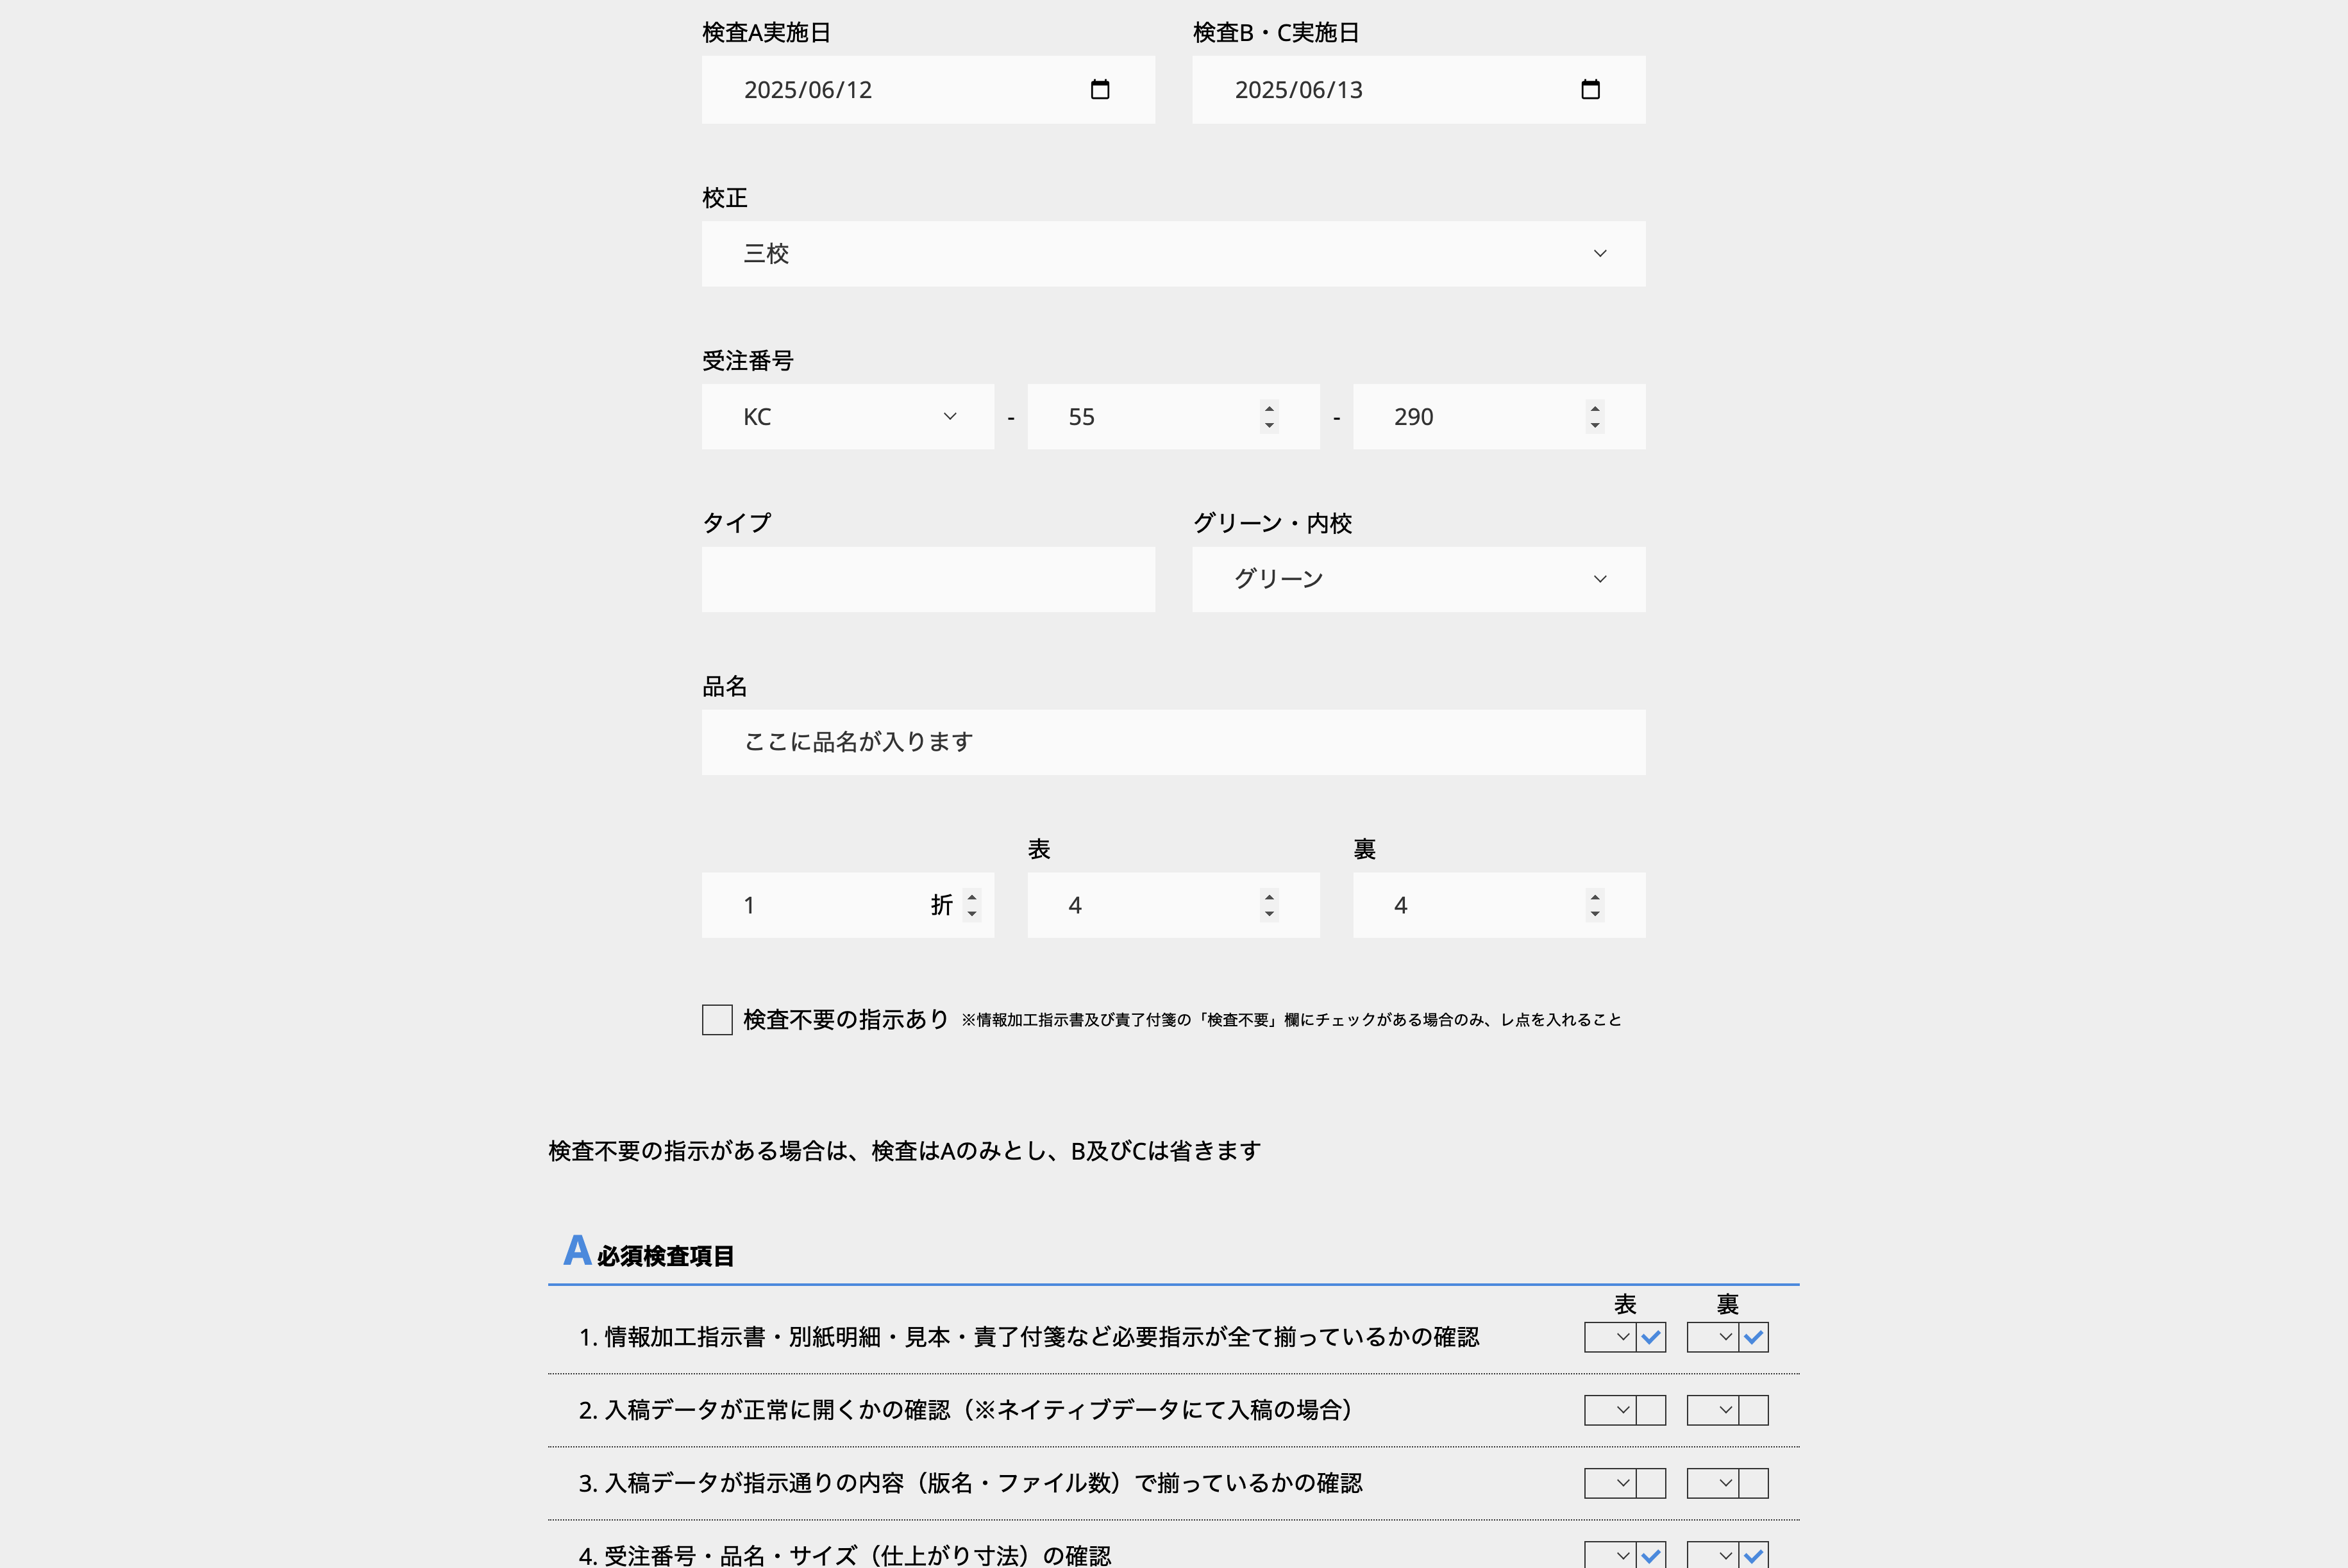 検査A実施日 検査B・C実施日
2025/06/12 2025/06/13
校正
三校
受注番号
KC - 55 - 290
タイプ グリーン・内校
グリーン
品名
ここに品名が入ります
表 裏
1 折 4 4
検査不要の指示あり ※情報加工指示書及び責了付箋の「検査不要」欄にチェックがある場合のみ、レ点を入れること
検査不要の指示がある場合は、検査はAのみとし、B及びCは省きます
A 必須検査項目
表 裏
1. 情報加工指示書・別紙明細・見本・責了付箋など必要指示が全て揃っているかの確認
2. 入稿データが正常に開くかの確認（※ネイティブデータにて入稿の場合）
3. 入稿データが指示通りの内容（版名・ファイル数）で揃っているかの確認
4. 受注番号・品名・サイズ（仕上がり寸法）の確認